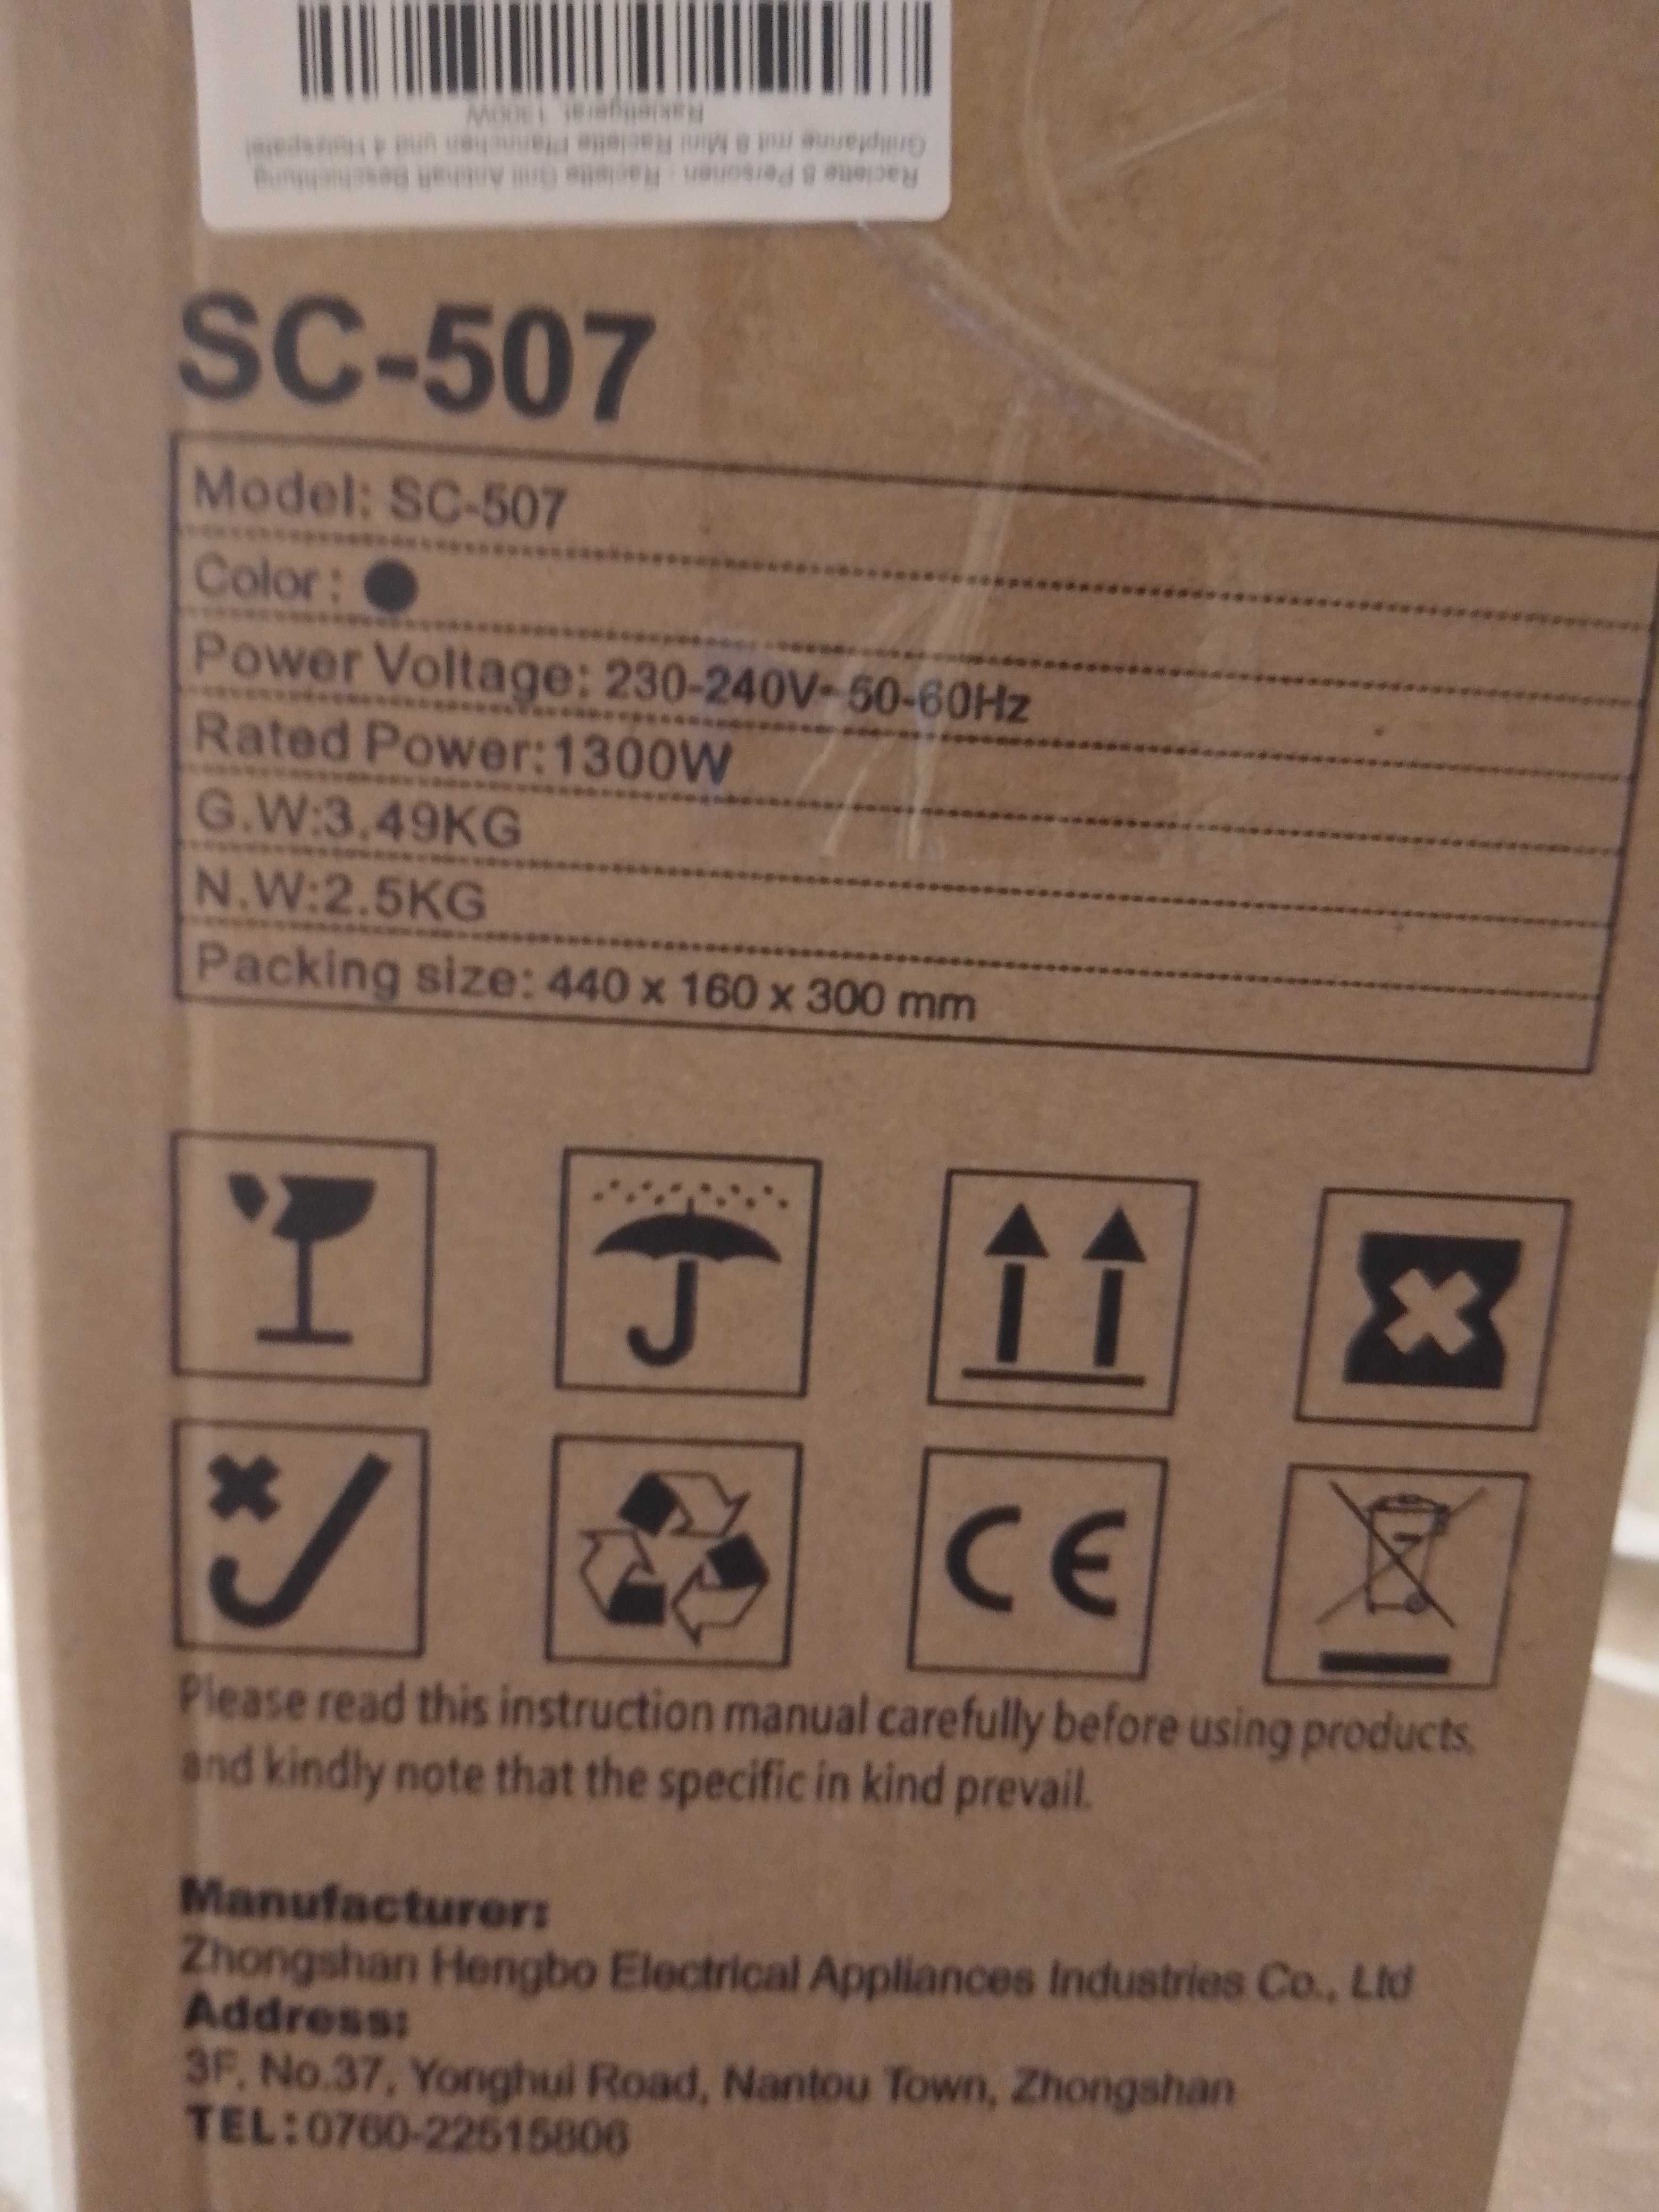 Raclette 8 Personen - Raclette Grill Antihaft Beschichtung
Grillpfanne mit 8 Mini Raclette Pfännchen und 4 Holzspatel
Raklettgerät, 1300W
SC-507
Model: SC-507
Color:
Power Voltage: 230-240V~ 50-60Hz
Rated Power:1300W
G.W:3.49KG
N.W:2.5KG
Packing size: 440 x 160 x 300 mm
CE
Please read this instruction manual carefully before using products,
and kindly note that the specific in kind prevail.
Manufacturer:
Zhongshan Hengbo Electrical Appliances Industries Co., Ltd
Address:
3F, No.37, Yonghui Road, Nantou Town, Zhongshan
TEL:0760-22515806